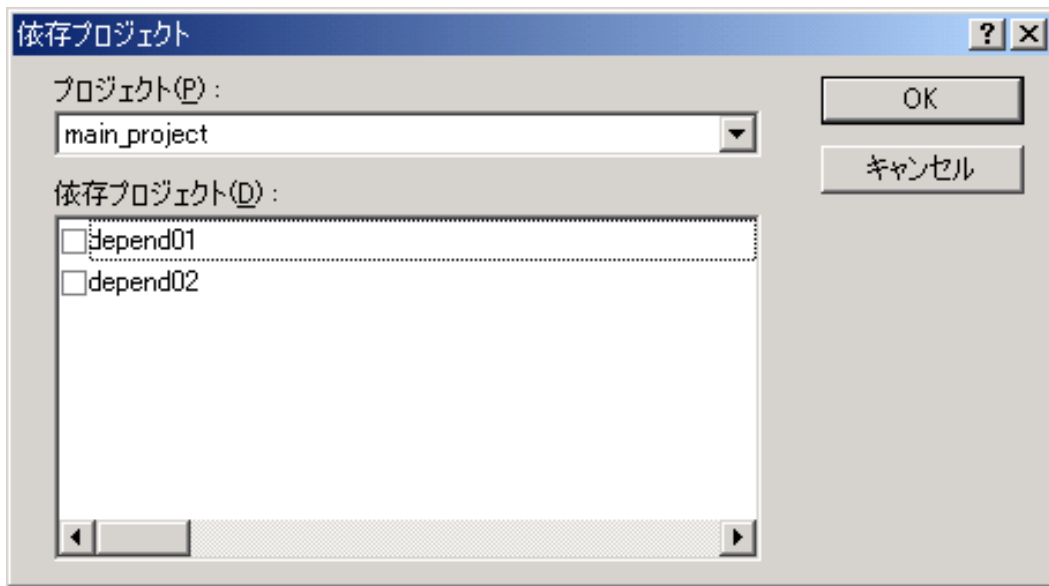 依存プロジェクト
プロジェクト(P) :
main_project
依存プロジェクト(D) :
depend01
depend02
OK
キャンセル